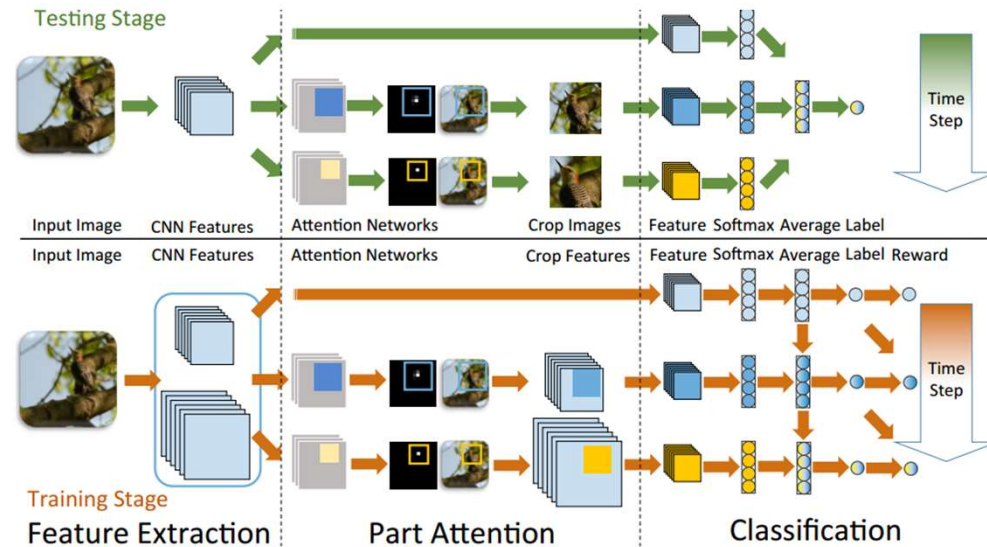 Testing Stage
Time
Step
Input Image CNN Features Attention Networks Crop Images Feature Softmax Average Label
Input Image CNN Features Attention Networks Crop Features Feature Softmax Average Label Reward
Time
Step
Training Stage
Feature Extraction Part Attention Classification